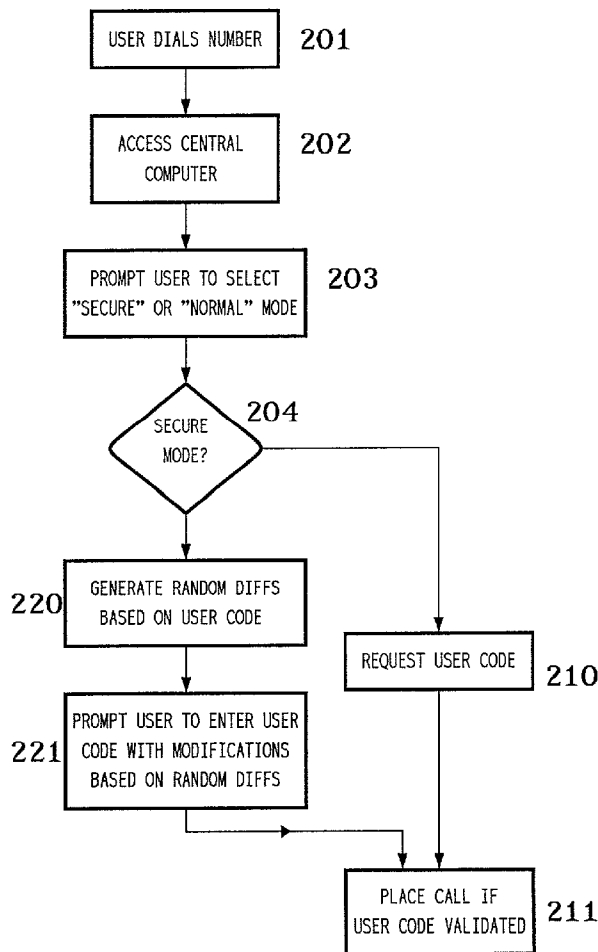 USER DIALS NUMBER 201
ACCESS CENTRAL 202
COMPUTER
PROMPT USER TO SELECT 203
"SECURE" OR "NORMAL" MODE
204
SECURE
MODE?
GENERATE RANDOM DIFFS
BASED ON USER CODE
220
REQUEST USER CODE 210
PROMPT USER TO ENTER USER
CODE WITH MODIFICATIONS
BASED ON RANDOM DIFFS
221
PLACE CALL IF
USER CODE VALIDATED
211